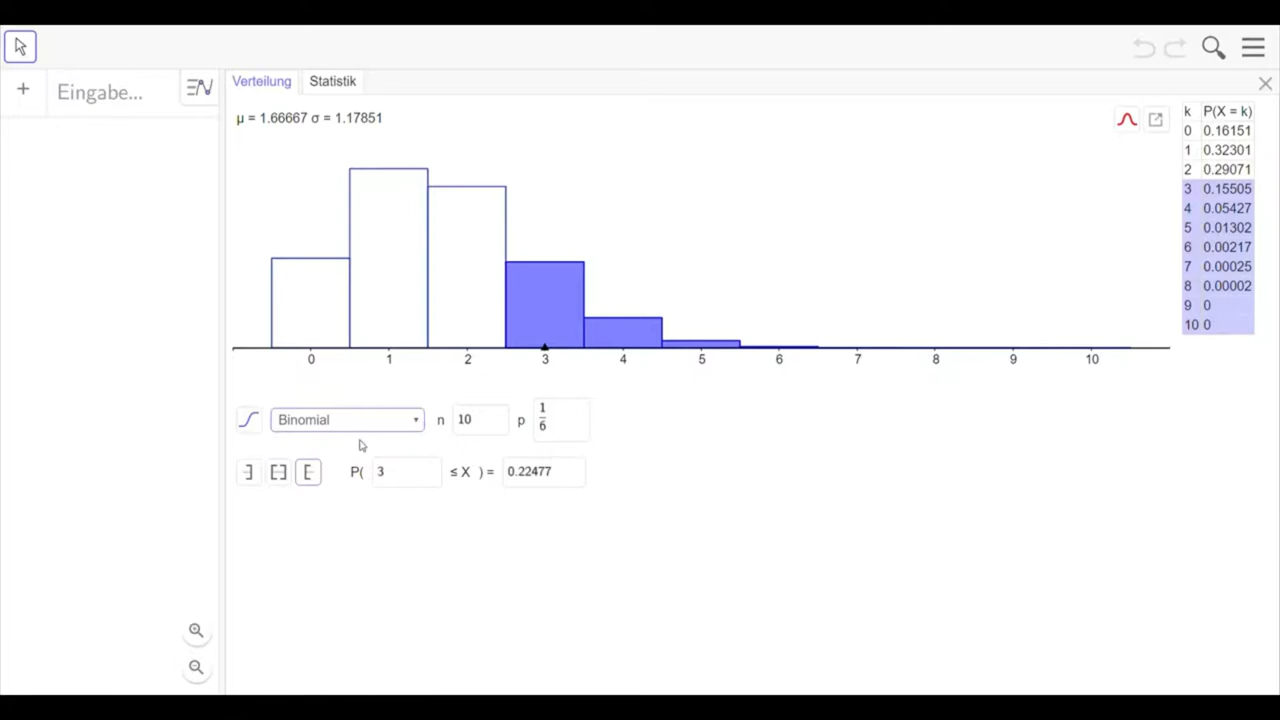 Eingabe...
Verteilung Statistik
μ = 1.66667 σ = 1.17851
k P(X = k)
0 0.16151
1 0.32301
2 0.29071
3 0.15505
4 0.05427
5 0.01302
6 0.00217
7 0.00025
8 0.00002
9 0
10 0
0 1 2 3 4 5 6 7 8 9 10
Binomial n 10 p 1/6
P( 3 ≤ X ) = 0.22477